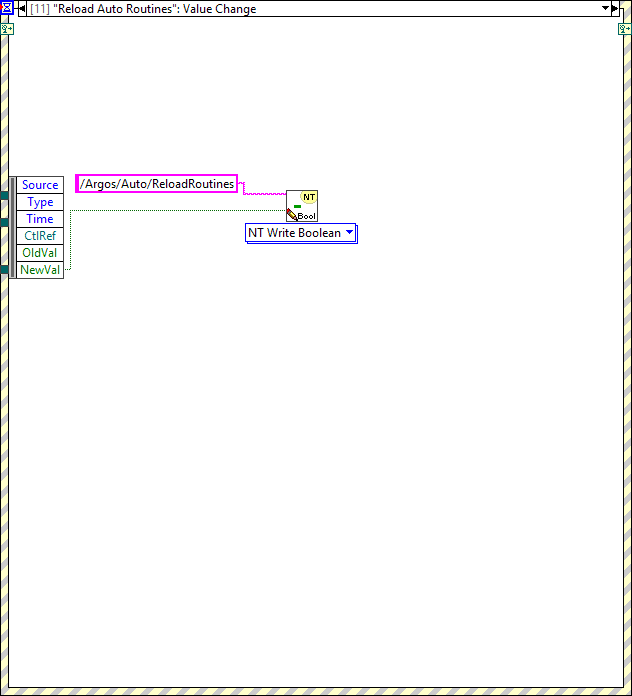 [11] "Reload Auto Routines": Value Change
Source
Type
Time
CtlRef
OldVal
NewVal
/Argos/Auto/ReloadRoutines
NT
Bool
NT Write Boolean